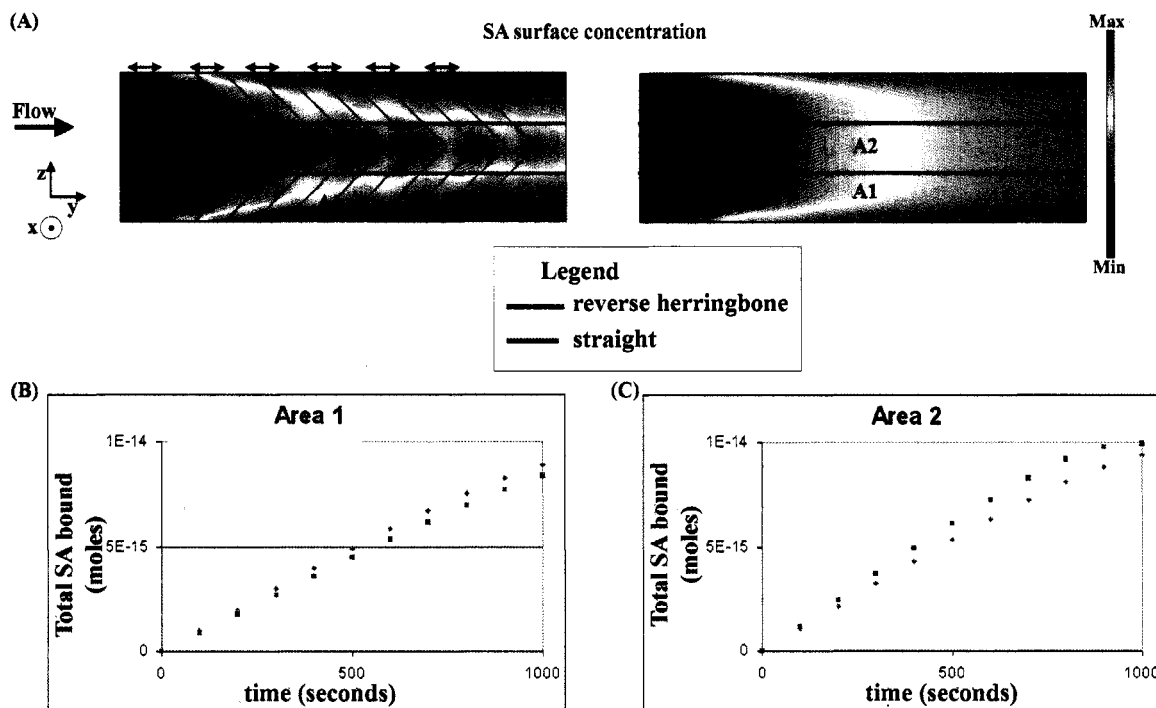 (A)
SA surface concentration
Max
Flow
z
y
x
A2
A1
Min
Legend
reverse herringbone
straight
(B)
Area 1
1E-14
5E-15
0
0
500
1000
Total SA bound
(moles)
time (seconds)
(C)
Area 2
1E-14
5E-15
0
0
500
1000
Total SA bound
(moles)
time (seconds)